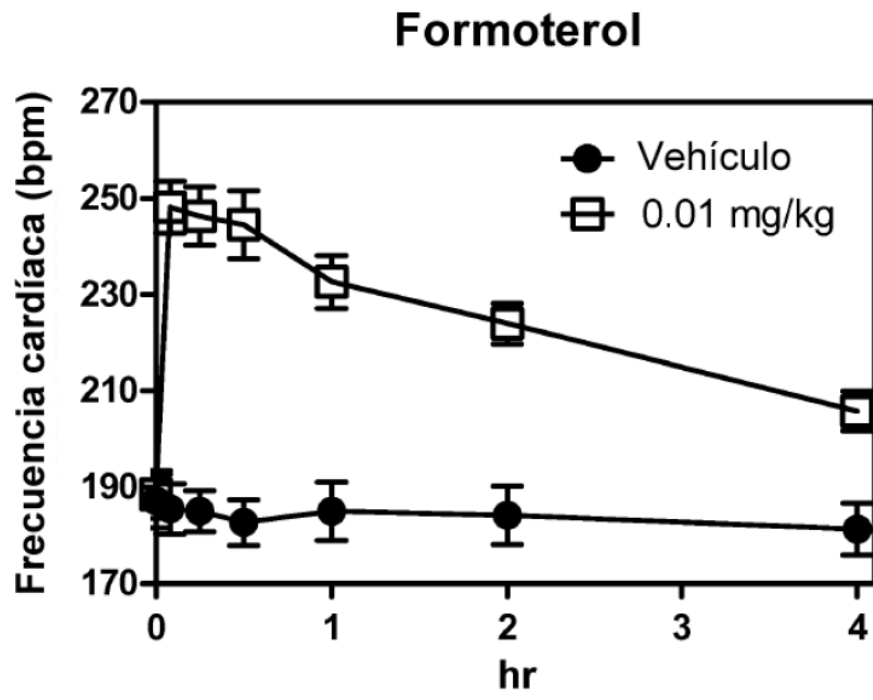 Formoterol
Frecuencia cardíaca (bpm)
270
250
230
210
190
170
Vehículo
0.01 mg/kg
0
1
2
3
4
hr